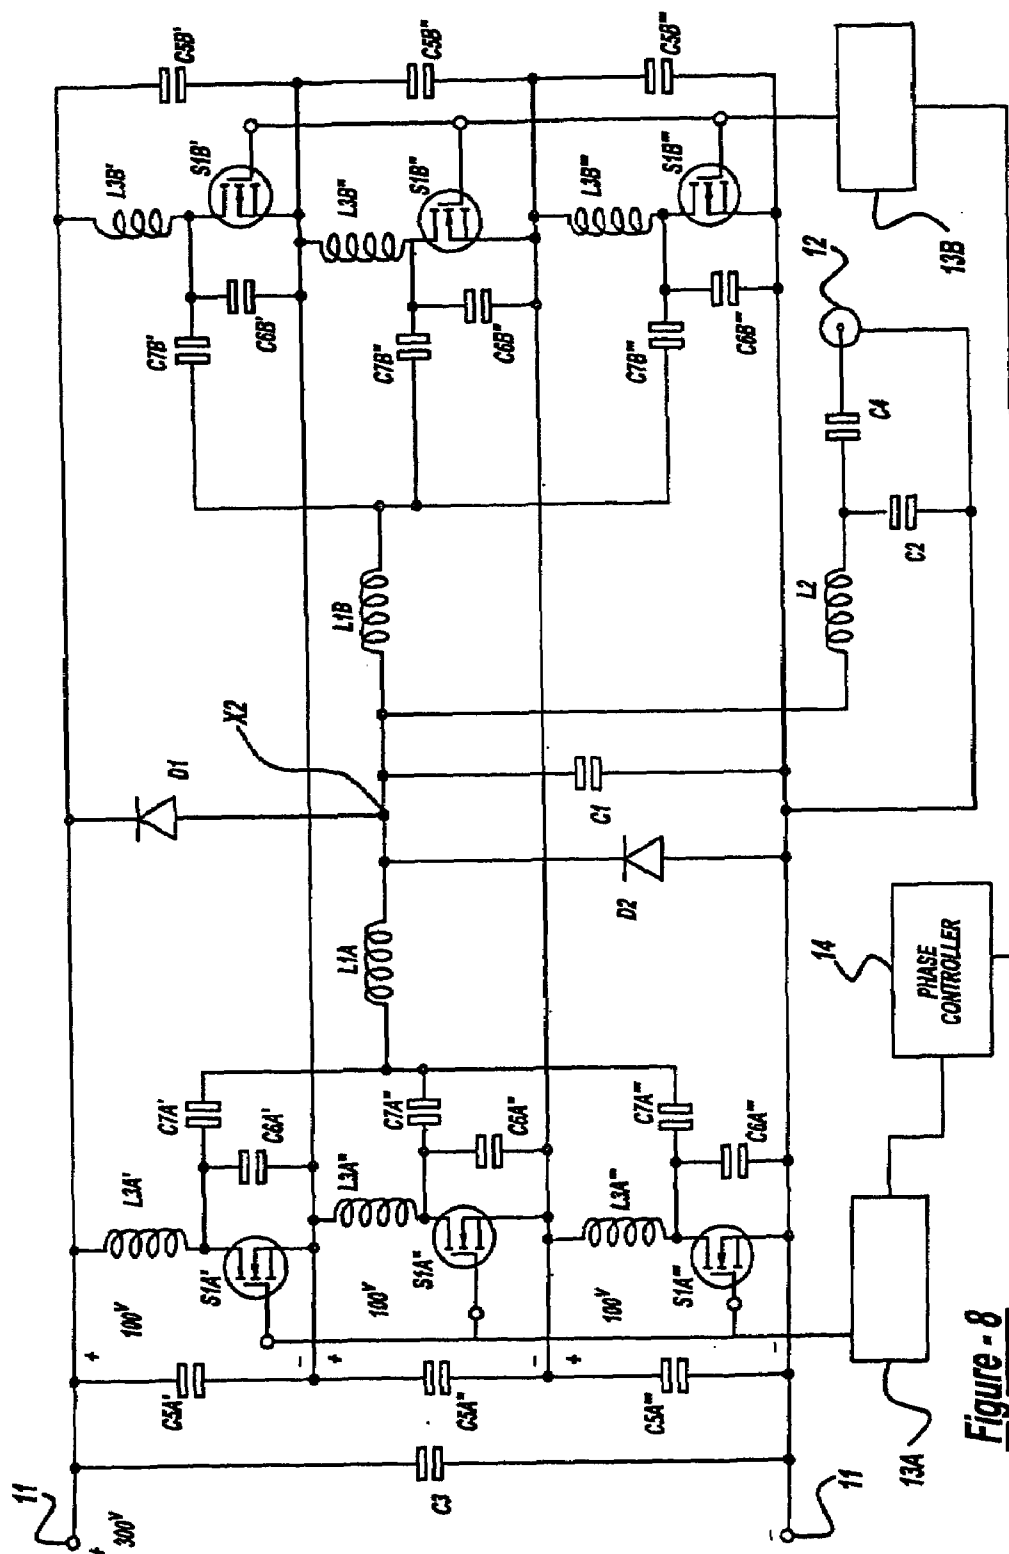 11
+
300V
C3
11
-
C5A'
C5A"
C5A'''
+
-
+
-
+
-
100V
100V
100V
L3A'
L3A"
L3A'''
S1A'
S1A"
S1A'''
C6A'
C6A"
C6A'''
C7A'
C7A"
C7A'''
13A
14
PHASE
CONTROLLER
L1A
D1
D2
X2
C1
L1B
L2
C2
C4
12
C7B'
C7B"
C7B'''
C6B'
C6B"
C6B'''
L3B'
L3B"
L3B'''
S1B'
S1B"
S1B'''
C5B'
C5B"
C5B'''
13B
Figure - 8